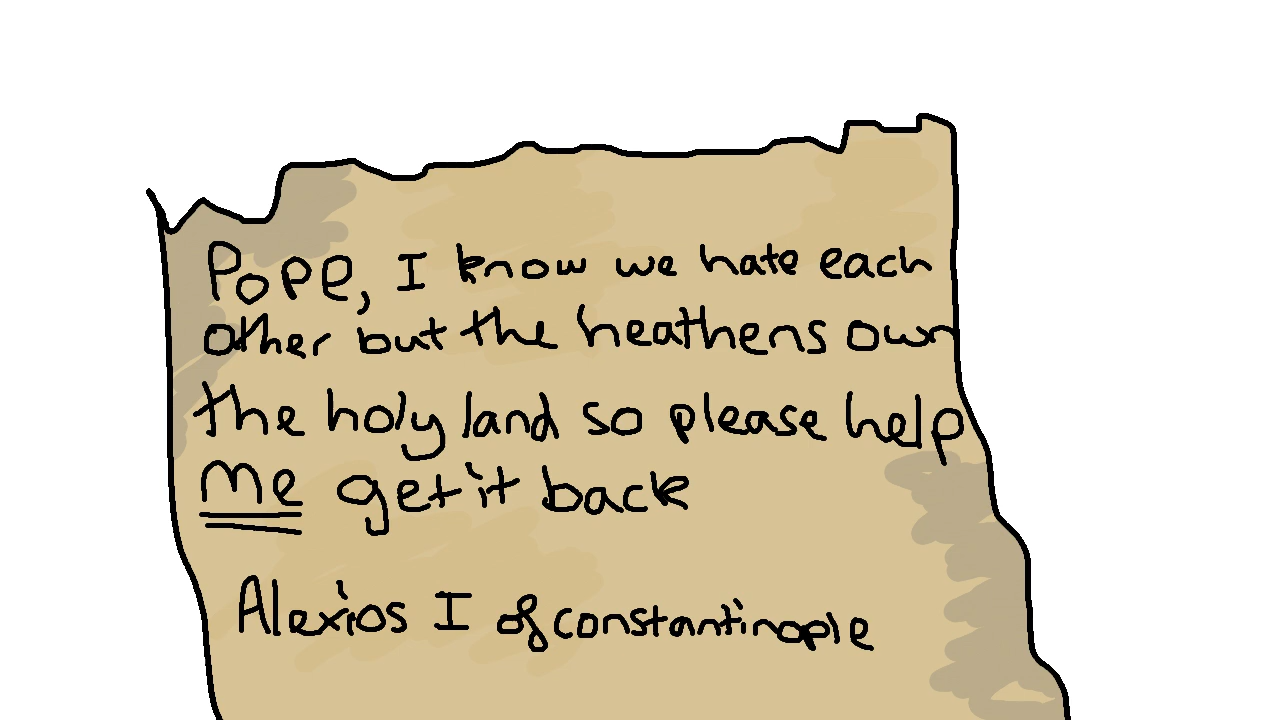 Pope, I know we hate each
other but the heathens own
the holy land so please help
me get it back
Alexios I of constantinople